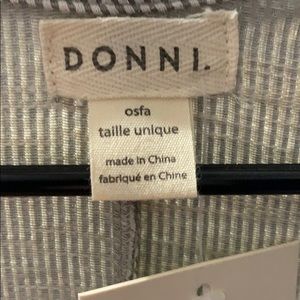 DONNI.
osfa
taille unique
made in China
fabriqué en Chine